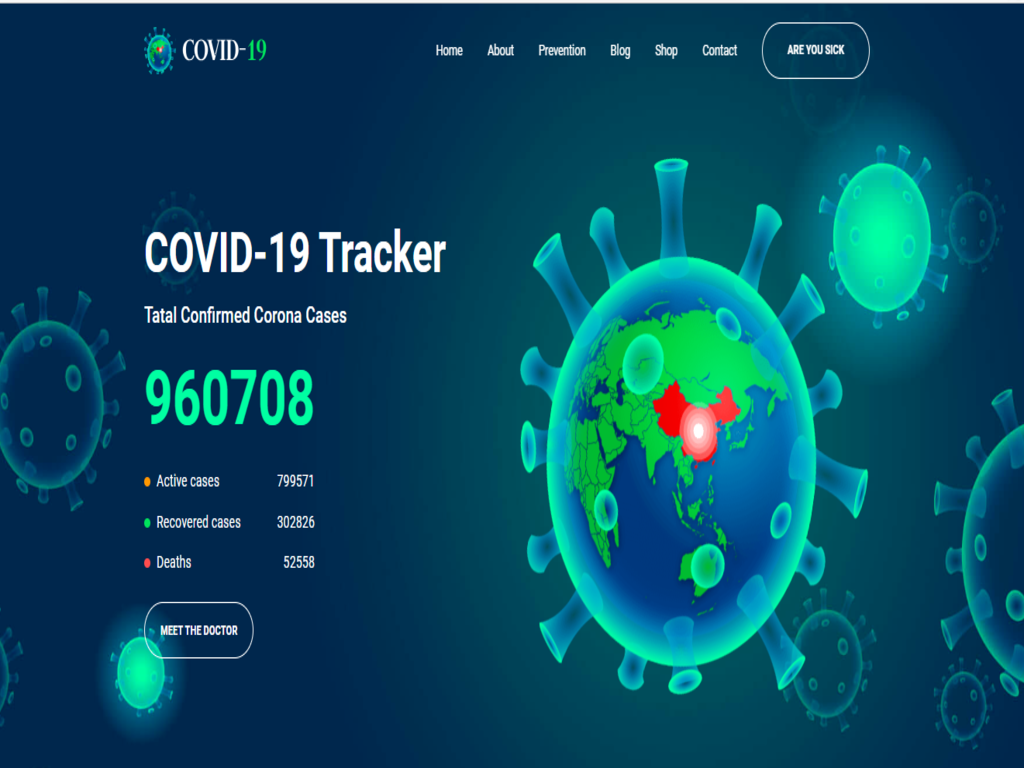 COVID-19
Home About Prevention Blog Shop Contact ARE YOU SICK
COVID-19 Tracker
Tatal Confirmed Corona Cases
960708
Active cases 799571
Recovered cases 302826
Deaths 52558
MEET THE DOCTOR